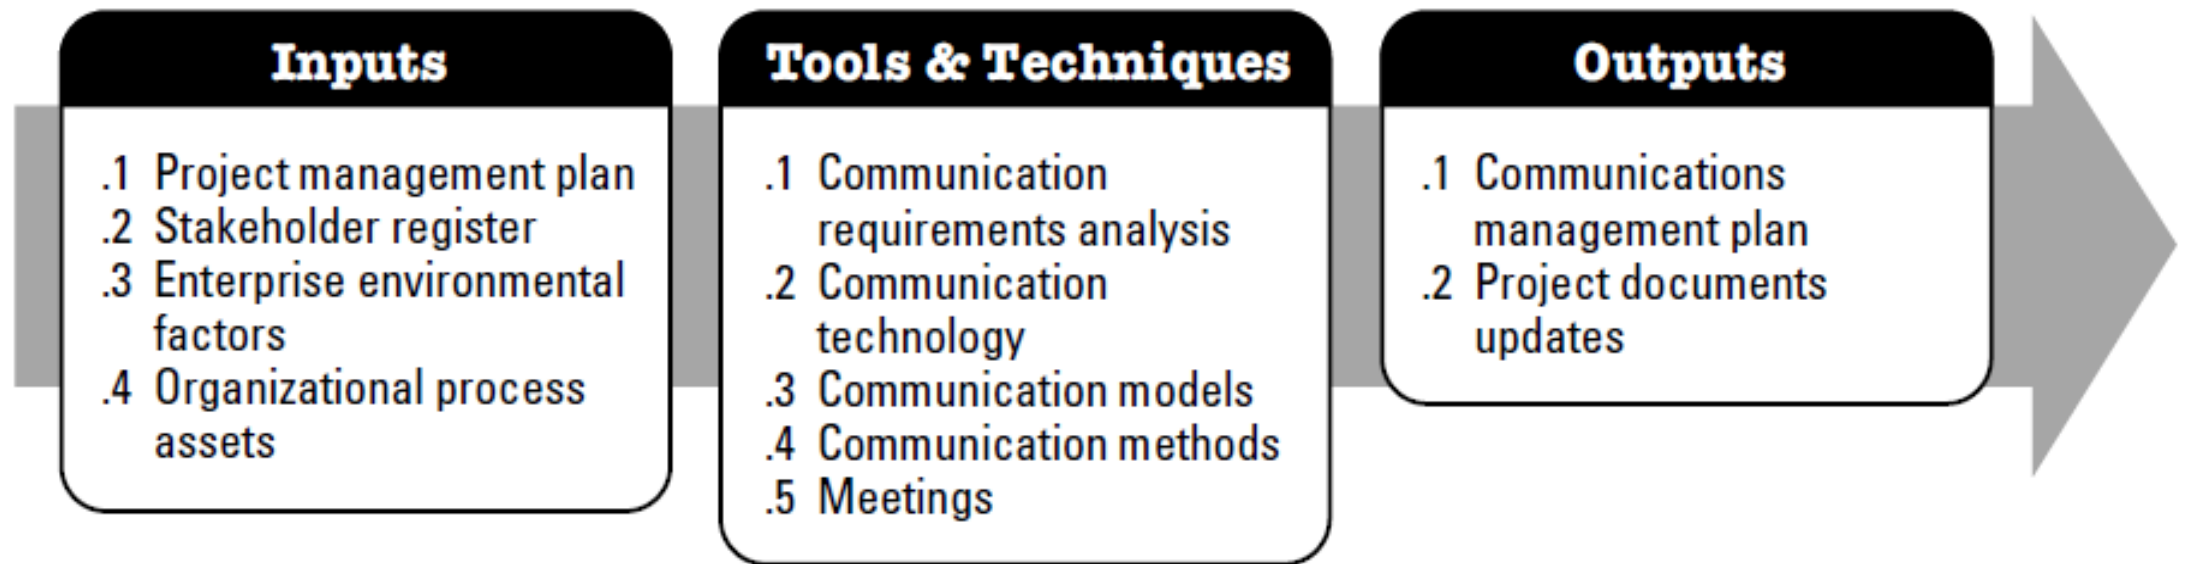 Inputs
.1 Project management plan
.2 Stakeholder register
.3 Enterprise environmental
factors
.4 Organizational process
assets
Tools & Techniques
.1 Communication
requirements analysis
.2 Communication
technology
.3 Communication models
.4 Communication methods
.5 Meetings
Outputs
.1 Communications
management plan
.2 Project documents
updates